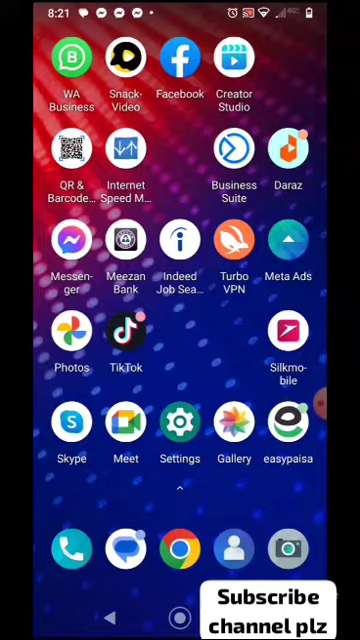 8:21
4G
WA
Business
Snack-
Video
Facebook
Creator
Studio
QR &
Barcode...
Internet
Speed M...
Business
Suite
Daraz
Messen-
ger
Meezan
Bank
Indeed
Job Sea...
Turbo
VPN
Meta Ads
Photos
TikTok
Silkmo-
bile
Skype
Meet
Settings
Gallery
easypaisa
Subscribe
channel plz